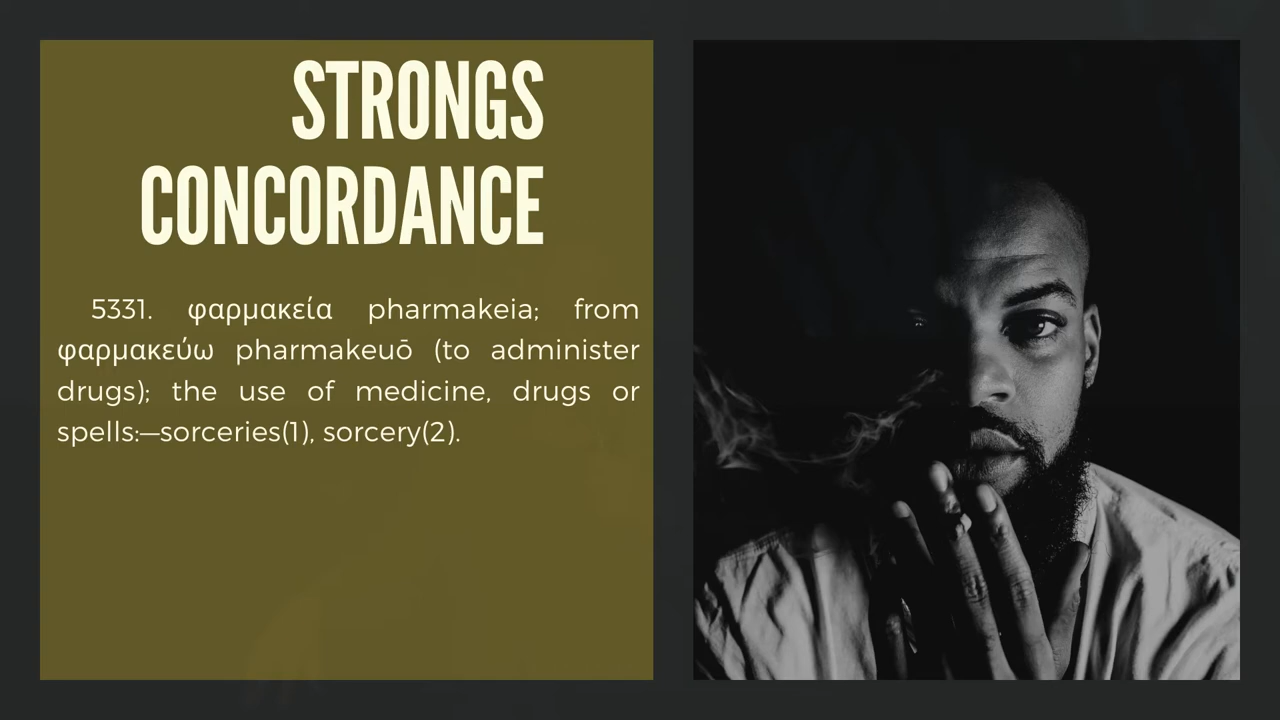 STRONGS
CONCORDANCE
5331. φαρμακεία pharmakeia; from
φαρμακεύω pharmakeuō (to administer
drugs); the use of medicine, drugs or
spells:—sorceries(1), sorcery(2).